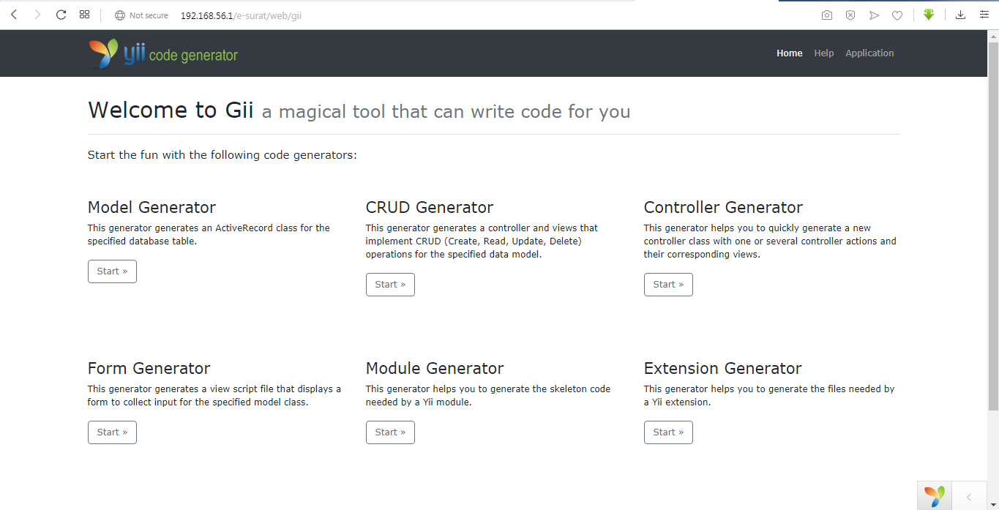 Not secure 192.168.56.1/e-surat/web/gii
yii code generator
Home Help Application
Welcome to Gii a magical tool that can write code for you
Start the fun with the following code generators:
Model Generator
This generator generates an ActiveRecord class for the
specified database table.
Start »
CRUD Generator
This generator generates a controller and views that
implement CRUD (Create, Read, Update, Delete)
operations for the specified data model.
Start »
Controller Generator
This generator helps you to quickly generate a new
controller class with one or several controller actions and
their corresponding views.
Start »
Form Generator
This generator generates a view script file that displays a
form to collect input for the specified model class.
Start »
Module Generator
This generator helps you to generate the skeleton code
needed by a Yii module.
Start »
Extension Generator
This generator helps you to generate the files needed by
a Yii extension.
Start »